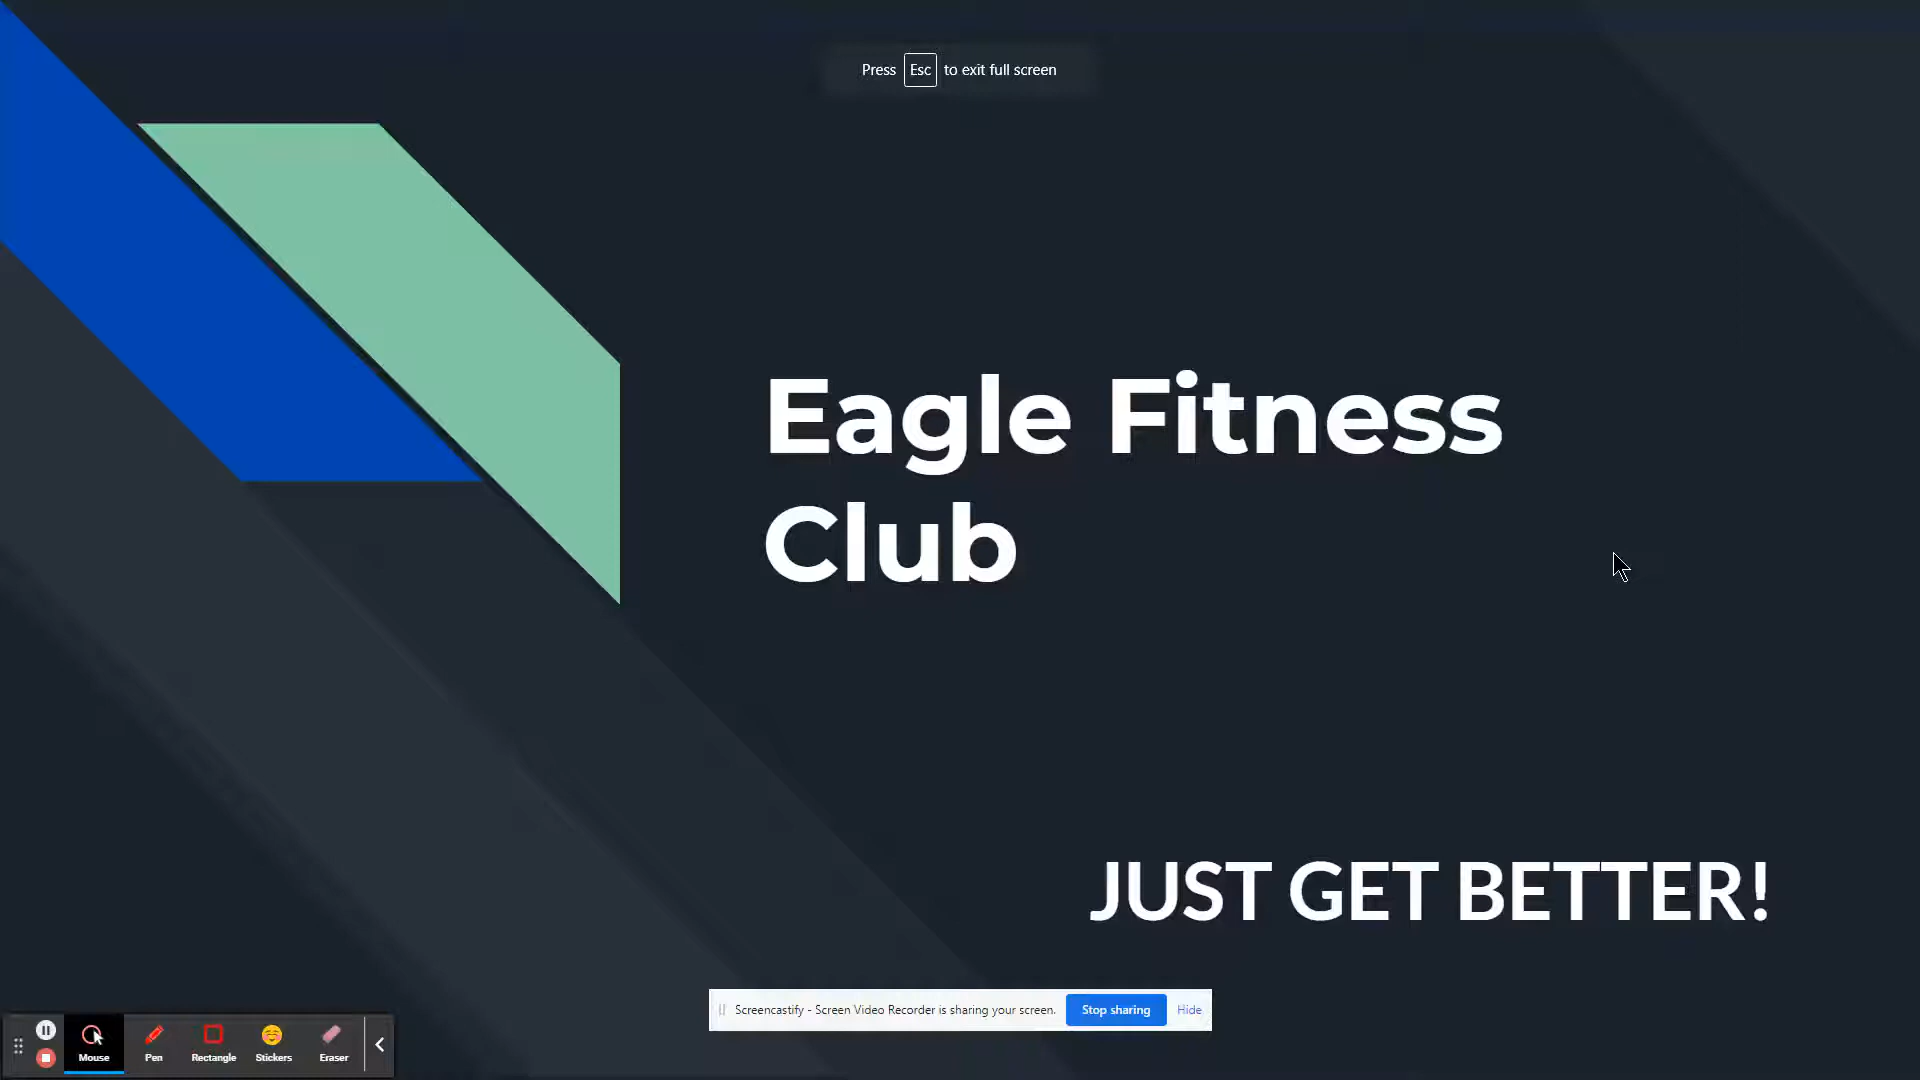 Press Esc to exit full screen
Eagle Fitness
Club
JUST GET BETTER!
Screencastify - Screen Video Recorder is sharing your screen. Stop sharing Hide
Mouse Pen Rectangle Stickers Eraser